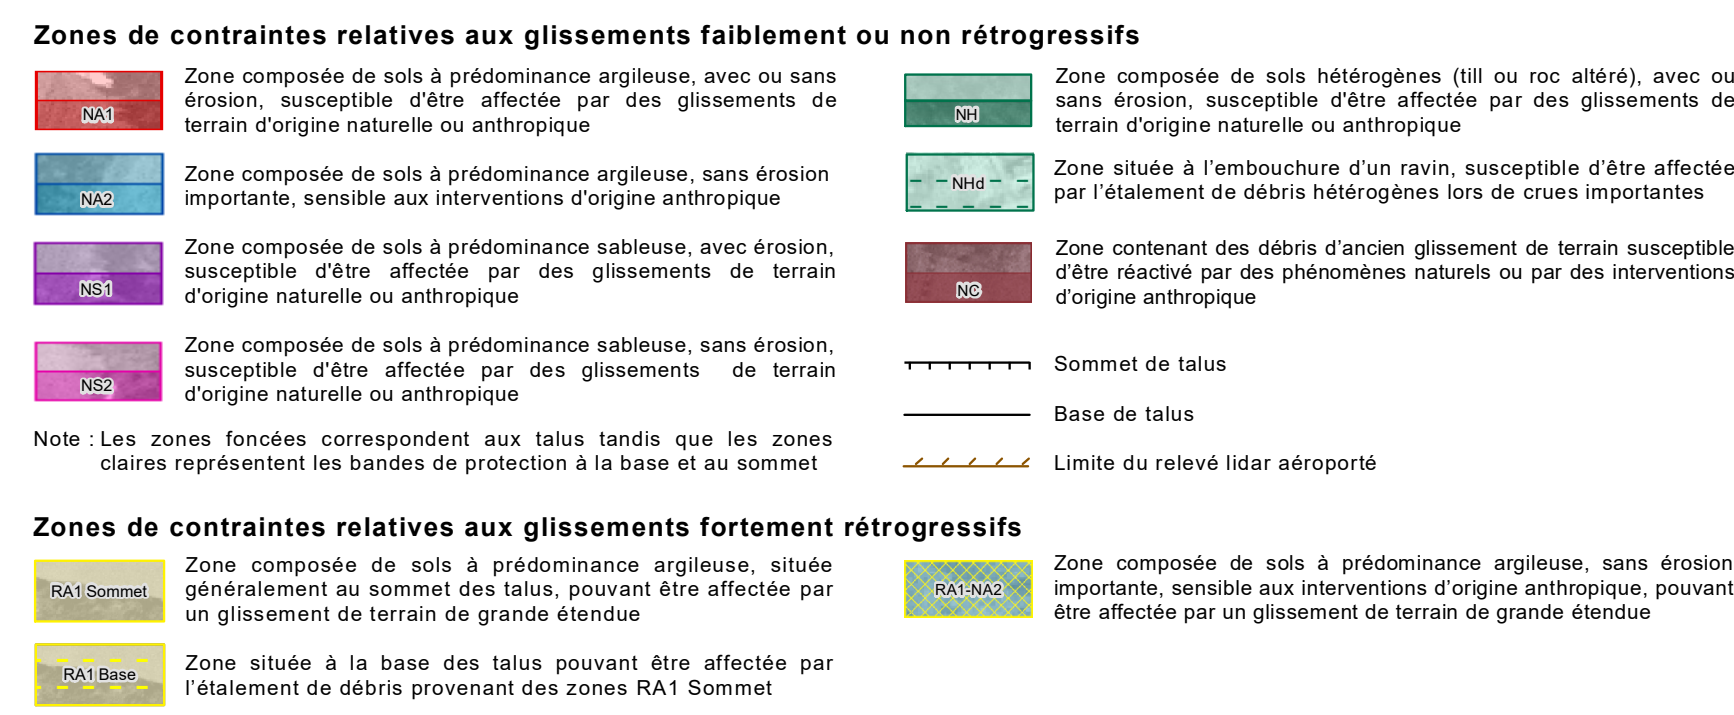 Zones de contraintes relatives aux glissements faiblement ou non rétrogressifs
NA1
Zone composée de sols à prédominance argileuse, avec ou sans
érosion, susceptible d'être affectée par des glissements de
terrain d'origine naturelle ou anthropique
NA2
Zone composée de sols à prédominance argileuse, sans érosion
importante, sensible aux interventions d'origine anthropique
NS1
Zone composée de sols à prédominance sableuse, avec érosion,
susceptible d'être affectée par des glissements de terrain
d'origine naturelle ou anthropique
NS2
Zone composée de sols à prédominance sableuse, sans érosion,
susceptible d'être affectée par des glissements de terrain
d'origine naturelle ou anthropique
Note : Les zones foncées correspondent aux talus tandis que les zones
claires représentent les bandes de protection à la base et au sommet
NH
Zone composée de sols hétérogènes (till ou roc altéré), avec ou
sans érosion, susceptible d'être affectée par des glissements de
terrain d'origine naturelle ou anthropique
NHd
Zone située à l’embouchure d’un ravin, susceptible d’être affectée
par l’étalement de débris hétérogènes lors de crues importantes
NC
Zone contenant des débris d’ancien glissement de terrain susceptible
d’être réactivé par des phénomènes naturels ou par des interventions
d’origine anthropique
Sommet de talus
Base de talus
Limite du relevé lidar aéroporté
Zones de contraintes relatives aux glissements fortement rétrogressifs
RA1 Sommet
Zone composée de sols à prédominance argileuse, située
généralement au sommet des talus, pouvant être affectée par
un glissement de terrain de grande étendue
RA1 Base
Zone située à la base des talus pouvant être affectée par
l’étalement de débris provenant des zones RA1 Sommet
RA1-NA2
Zone composée de sols à prédominance argileuse, sans érosion
importante, sensible aux interventions d’origine anthropique, pouvant
être affectée par un glissement de terrain de grande étendue